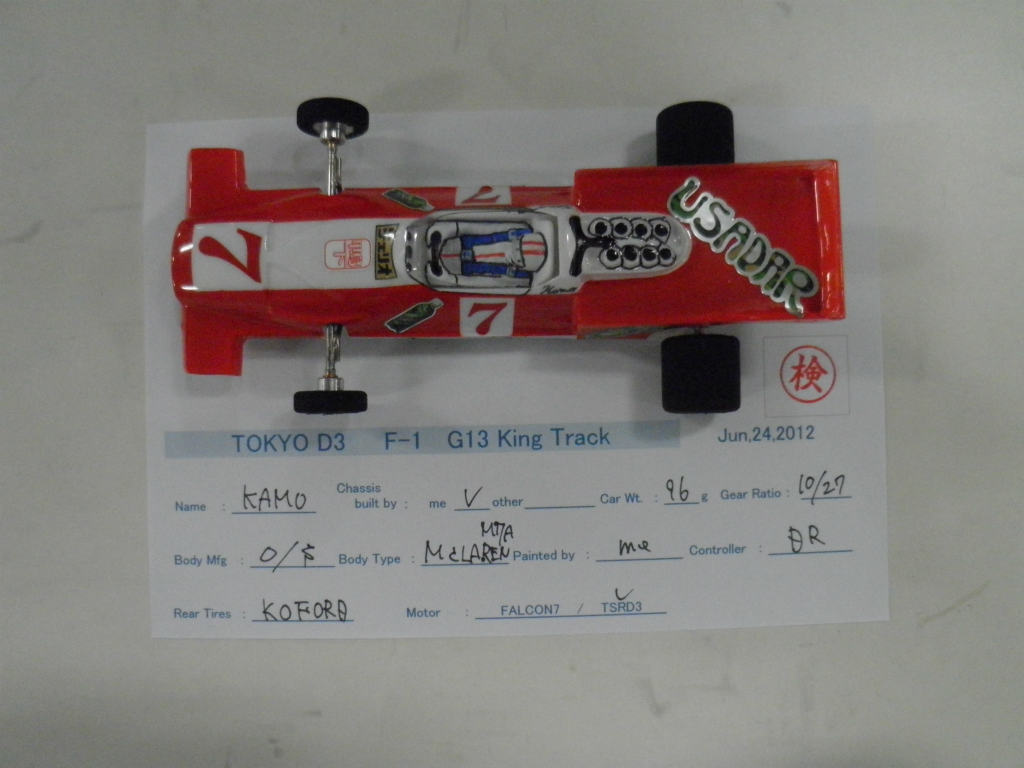 7
7
USADAR
7
検
TOKYO D3 F-1 G13 King Track Jun,24,2012
Name : KAMO Chassis built by : me V other Car Wt. : 96 g Gear Ratio : 10/27
Body Mfg : O/$ Body Type : McLAREN M7A Painted by : me Controller : DR
Rear Tires : KOFORD Motor : FALCON7 / TSRD3